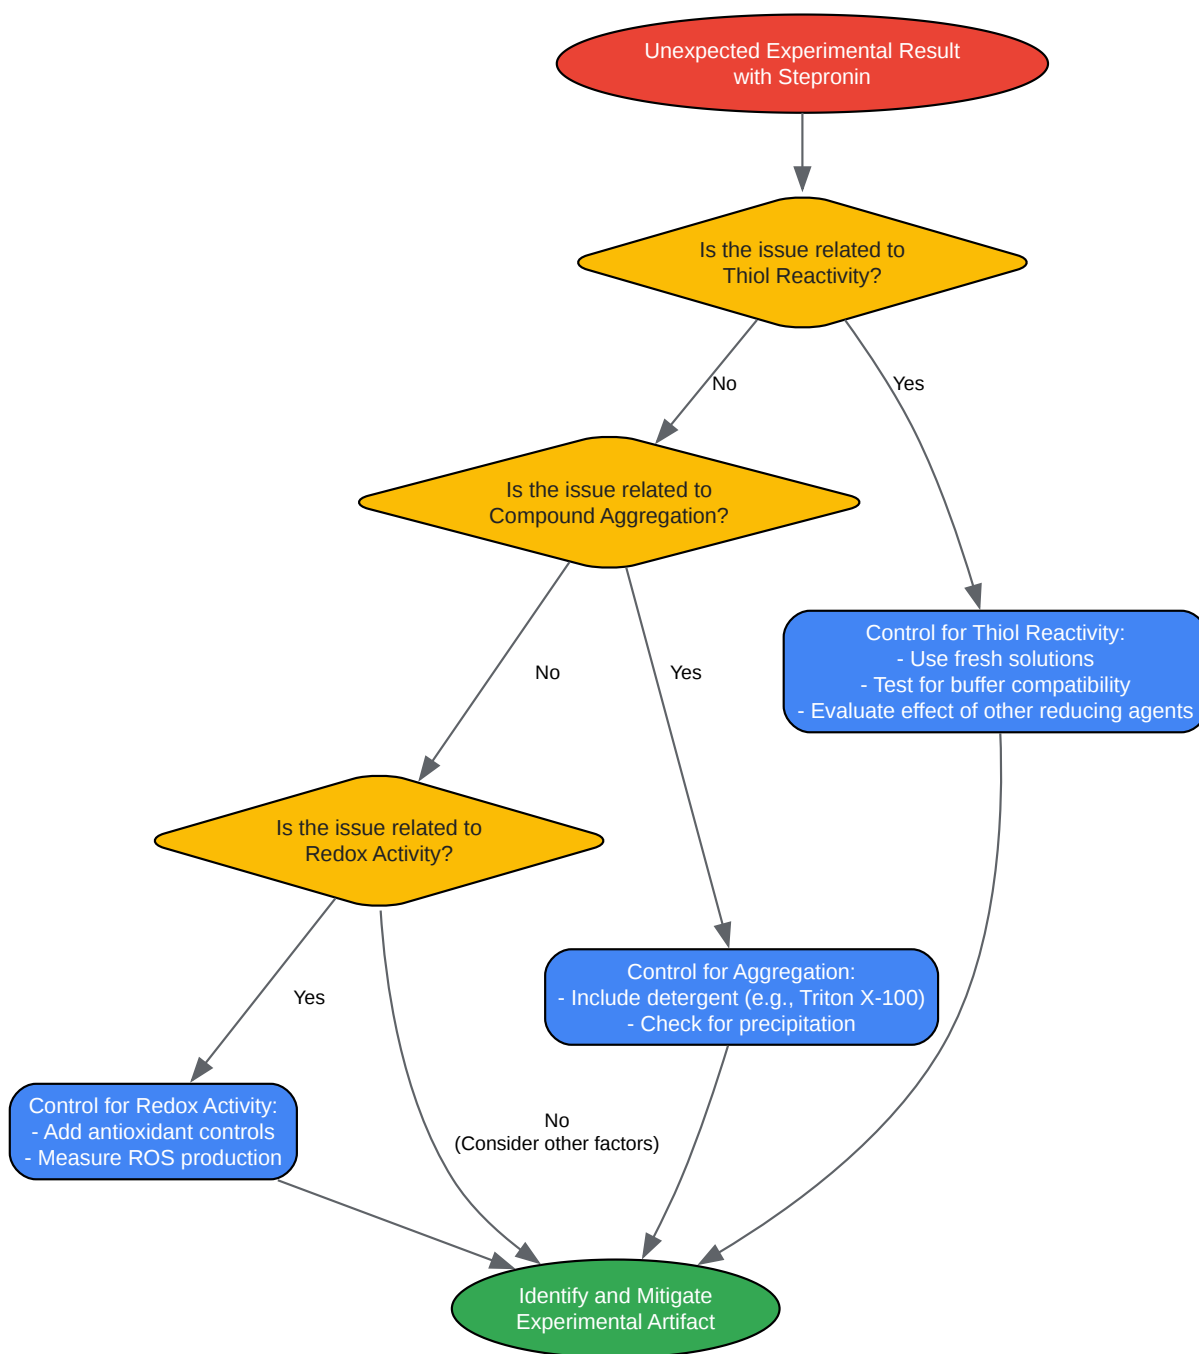 Unexpected Experimental Result
with Stepronin
Is the issue related to
Thiol Reactivity?
No
Yes
Is the issue related to
Compound Aggregation?
Control for Thiol Reactivity:
- Use fresh solutions
- Test for buffer compatibility
- Evaluate effect of other reducing agents
No
Yes
Is the issue related to
Redox Activity?
Control for Aggregation:
- Include detergent (e.g., Triton X-100)
- Check for precipitation
Yes
Control for Redox Activity:
- Add antioxidant controls
- Measure ROS production
No
(Consider other factors)
Identify and Mitigate
Experimental Artifact